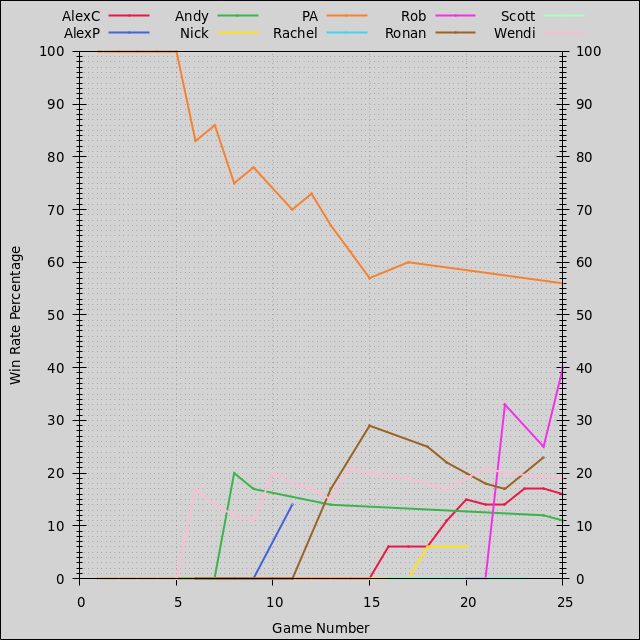 AlexC Andy PA Rob Scott
AlexP Nick Rachel Ronan Wendi
100 100
90 90
80 80
70 70
60 60
50 50
40 40
30 30
20 20
10 10
0 0
0 5 10 15 20 25
Win Rate Percentage
Game Number